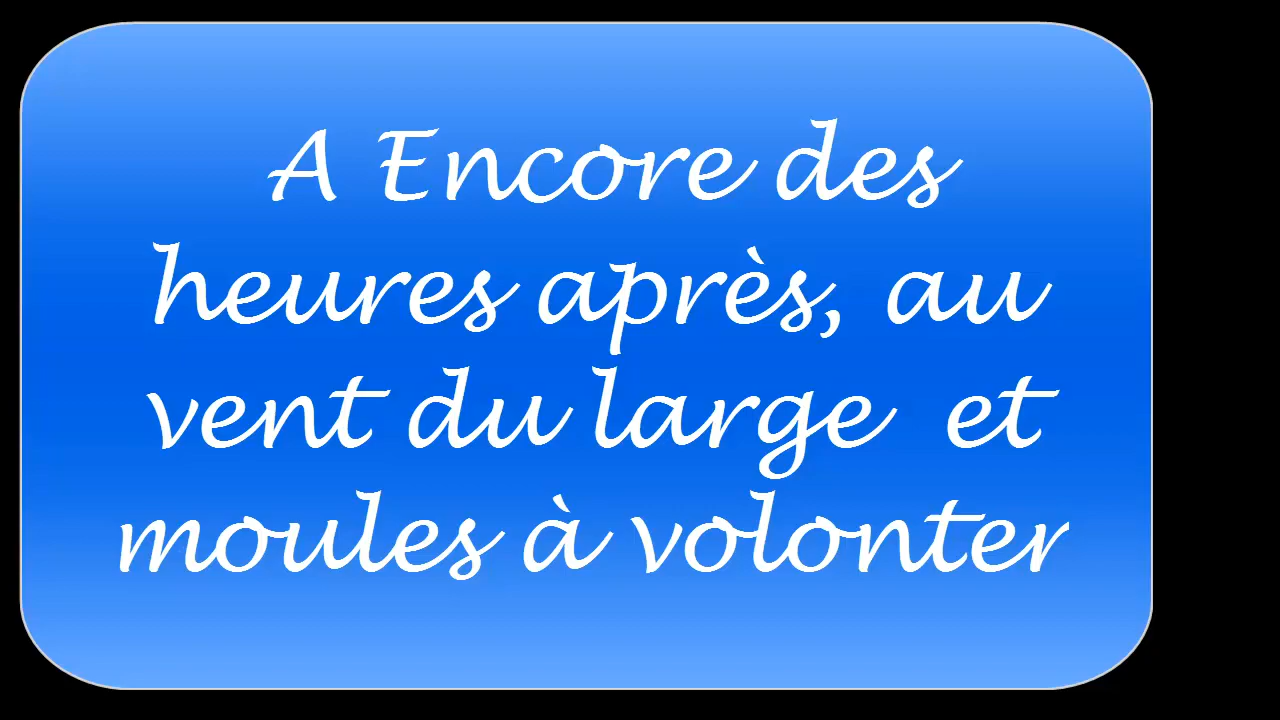 A Encore des
heures après, au
vent du large et
moules à volonter